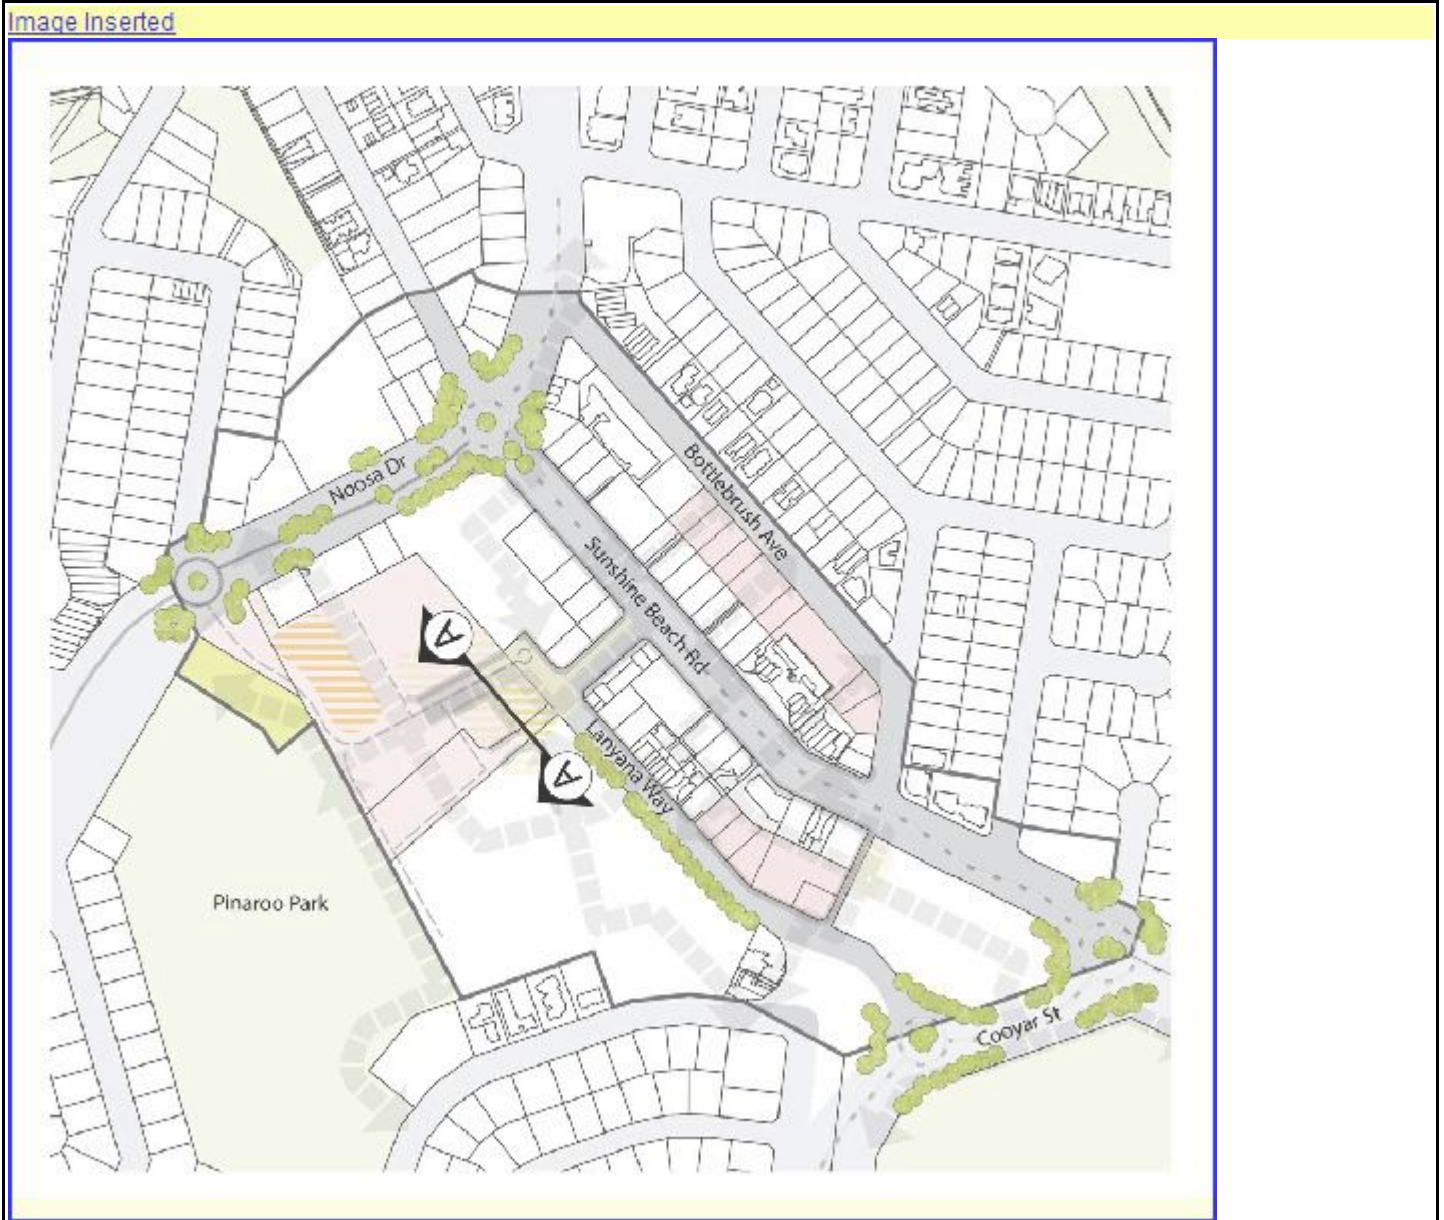 Image Inserted
Noosa Dr
Bottlebrush Ave
Sunshine Beach Rd
A
A
Lanyana Way
Pinaroo Park
Cooyar St